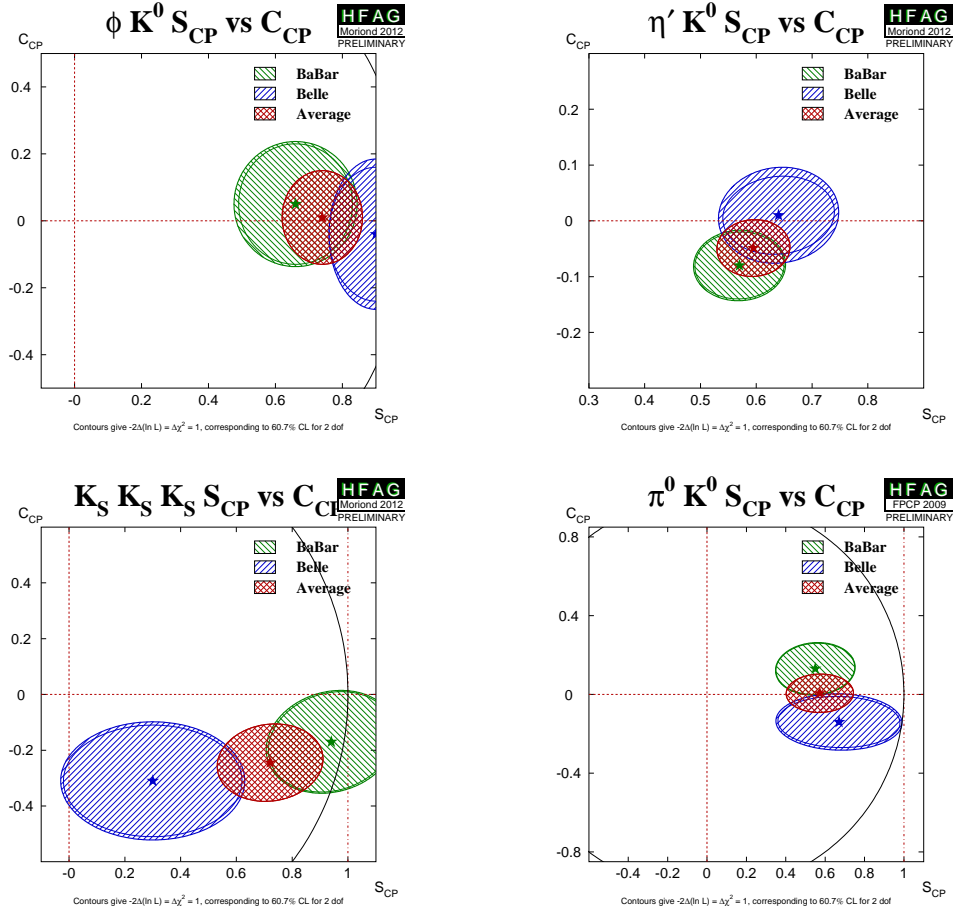 ϕ K⁰ S_CP vs C_CP
HFAG
Moriond 2012
PRELIMINARY
C_CP
BaBar
Belle
Average
0.4
0.2
0
-0.2
-0.4
-0 0.2 0.4 0.6 0.8
S_CP
Contours give -2Δ(ln L) = Δχ² = 1, corresponding to 60.7% CL for 2 dof
η′ K⁰ S_CP vs C_CP
HFAG
Moriond 2012
PRELIMINARY
C_CP
BaBar
Belle
Average
0.2
0.1
0
-0.1
-0.2
0.3 0.4 0.5 0.6 0.7 0.8
S_CP
Contours give -2Δ(ln L) = Δχ² = 1, corresponding to 60.7% CL for 2 dof
K_S K_S K_S S_CP vs C_CP
HFAG
Moriond 2012
PRELIMINARY
C_CP
BaBar
Belle
Average
0.4
0.2
0
-0.2
-0.4
-0 0.2 0.4 0.6 0.8 1
S_CP
Contours give -2Δ(ln L) = Δχ² = 1, corresponding to 60.7% CL for 2 dof
π⁰ K⁰ S_CP vs C_CP
HFAG
FPCP 2009
PRELIMINARY
C_CP
BaBar
Belle
Average
0.8
0.4
0
-0.4
-0.8
-0.4 -0.2 0 0.2 0.4 0.6 0.8 1
S_CP
Contours give -2Δ(ln L) = Δχ² = 1, corresponding to 60.7% CL for 2 dof